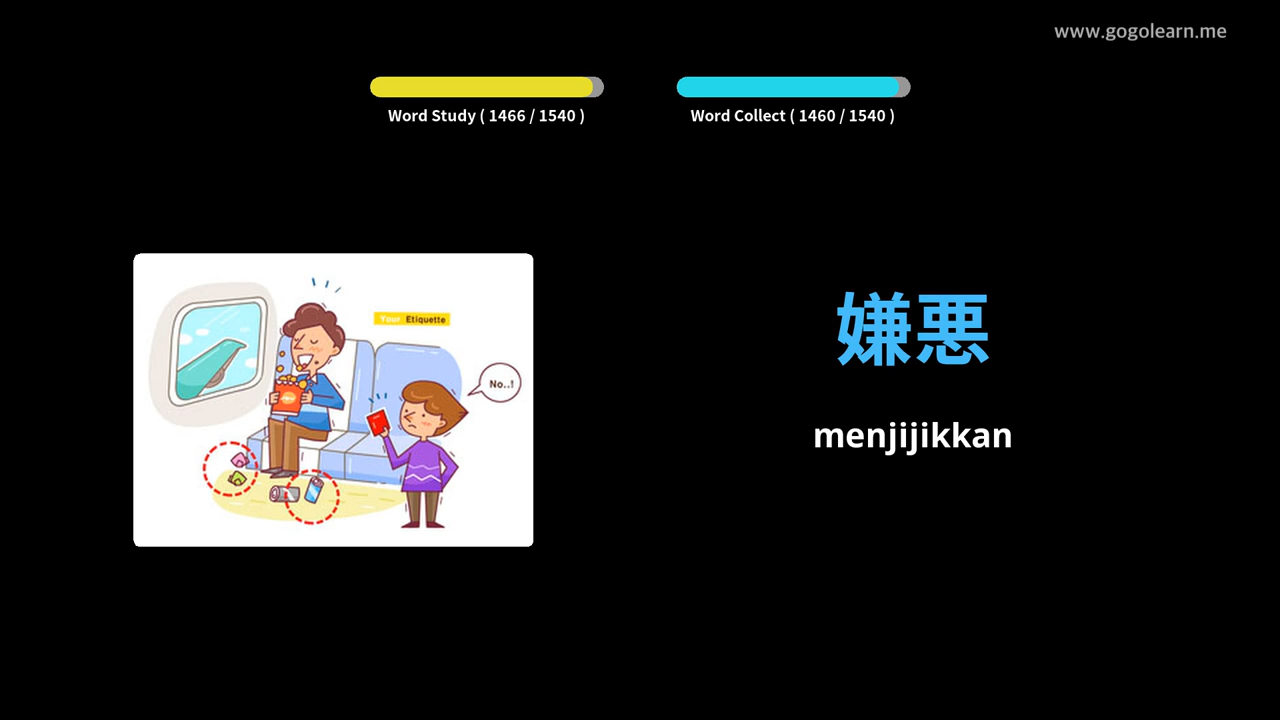 www.gogolearn.me
Word Study ( 1466 / 1540 )
Word Collect ( 1460 / 1540 )
Your Etiquette
No..!
嫌悪
menjijikkan